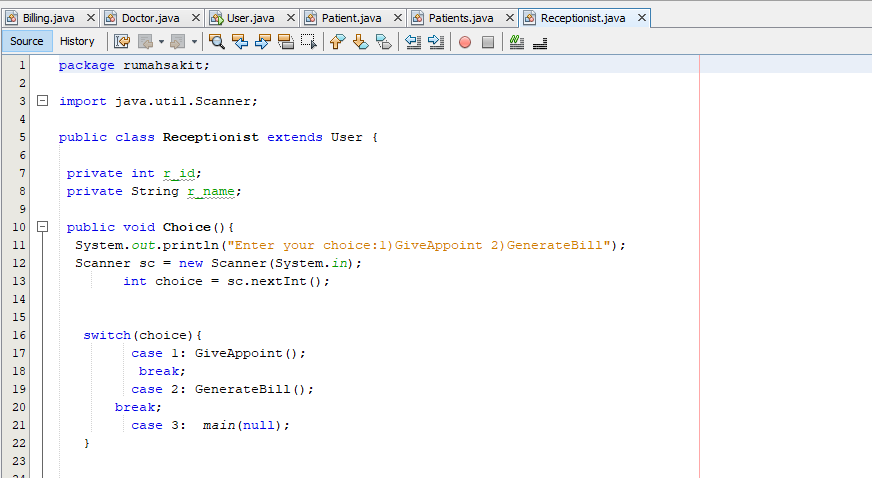 Billing.java Doctor.java User.java Patient.java Patients.java Receptionist.java
Source History
1 package rumahsakit;
2
3 import java.util.Scanner;
4
5 public class Receptionist extends User {
6
7 private int r_id;
8 private String r_name;
9
10 public void Choice(){
11 System.out.println("Enter your choice:1)GiveAppoint 2)GenerateBill");
12 Scanner sc = new Scanner(System.in);
13 int choice = sc.nextInt();
14
15
16 switch(choice){
17 case 1: GiveAppoint();
18 break;
19 case 2: GenerateBill();
20 break;
21 case 3: main(null);
22 }
23